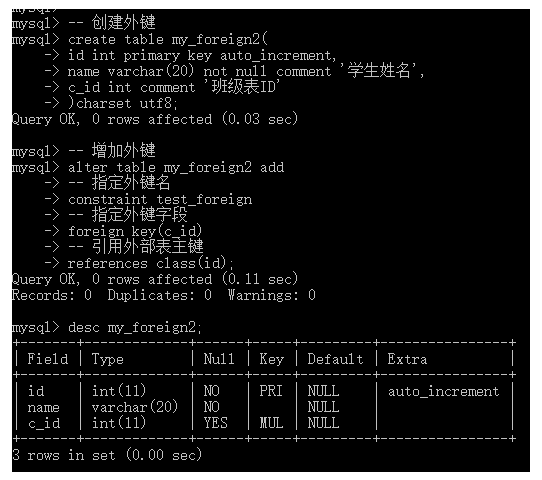 mysql>
mysql> -- 创建外键
mysql> create table my_foreign2(
    -> id int primary key auto_increment,
    -> name varchar(20) not null comment '学生姓名',
    -> c_id int comment '班级表ID'
    -> )charset utf8;
Query OK, 0 rows affected (0.03 sec)

mysql> -- 增加外键
mysql> alter table my_foreign2 add
    -> -- 指定外键名
    -> constraint test_foreign
    -> -- 指定外键字段
    -> foreign key(c_id)
    -> -- 引用外部表主键
    -> references class(id);
Query OK, 0 rows affected (0.11 sec)
Records: 0  Duplicates: 0  Warnings: 0

mysql> desc my_foreign2;
+-------+-------------+------+-----+---------+----------------+
| Field | Type        | Null | Key | Default | Extra          |
+-------+-------------+------+-----+---------+----------------+
| id    | int(11)     | NO   | PRI | NULL    | auto_increment |
| name  | varchar(20) | NO   |     | NULL    |                |
| c_id  | int(11)     | YES  | MUL | NULL    |                |
+-------+-------------+------+-----+---------+----------------+
3 rows in set (0.00 sec)